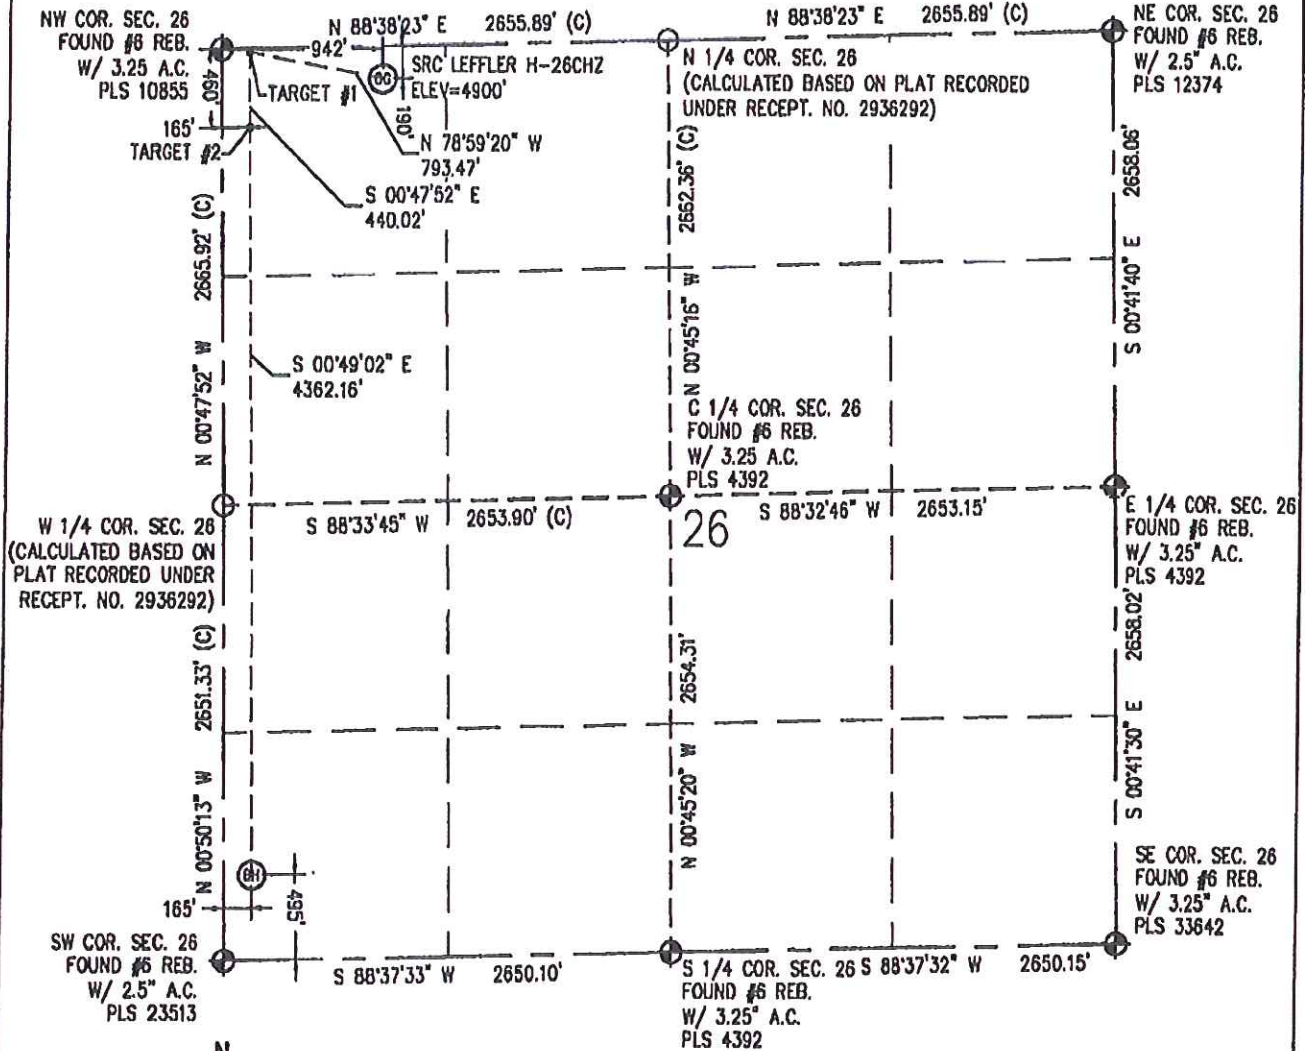 NW COR. SEC. 26
FOUND #6 REB.
W/ 3.25 A.C.
PLS 10855
N 88°38'23" E
2655.89' (C)
N 88°38'23" E
2655.89' (C)
NE COR. SEC. 26
FOUND #6 REB.
W/ 2.5" A.C.
PLS 12374
942'
SRC LEFFLER H-26CHZ
ELEV=4900'
N 1/4 COR. SEC. 26
(CALCULATED BASED ON PLAT RECORDED
UNDER RECEPT. NO. 2936292)
460'
TARGET #1
190'
165'
TARGET #2
N 78°59'20" W
793.47'
S 00°47'52" E
440.02'
2665.92' (C)
N 00°47'52" W
2662.36' (C)
N 00°45'16" W
2658.06'
S 00°41'40" E
S 00°49'02" E
4362.16'
C 1/4 COR. SEC. 26
FOUND #6 REB.
W/ 3.25 A.C.
PLS 4392
W 1/4 COR. SEC. 26
(CALCULATED BASED ON
PLAT RECORDED UNDER
RECEPT. NO. 2936292)
S 88°33'45" W
2653.90' (C)
26
S 88°32'46" W
2653.15'
E 1/4 COR. SEC. 26
FOUND #6 REB.
W/ 3.25" A.C.
PLS 4392
2651.33' (C)
N 00°50'13" W
2654.31'
N 00°45'20" W
2658.02'
S 00°41'30" E
BH
165'
495'
SW COR. SEC. 26
FOUND #6 REB.
W/ 2.5" A.C.
PLS 23513
S 88°37'33" W
2650.10'
S 1/4 COR. SEC. 26
FOUND #6 REB.
W/ 3.25" A.C.
PLS 4392
S 88°37'32" W
2650.15'
SE COR. SEC. 26
FOUND #6 REB.
W/ 3.25" A.C.
PLS 33642
N